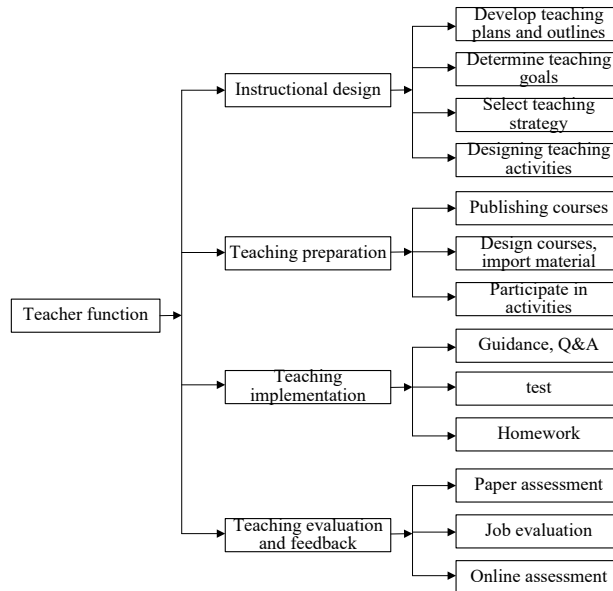 Teacher function
Instructional design
Develop teaching
plans and outlines
Determine teaching
goals
Select teaching
strategy
Designing teaching
activities
Teaching preparation
Publishing courses
Design courses,
import material
Participate in
activities
Teaching
implementation
Guidance, Q&A
test
Homework
Teaching evaluation
and feedback
Paper assessment
Job evaluation
Online assessment